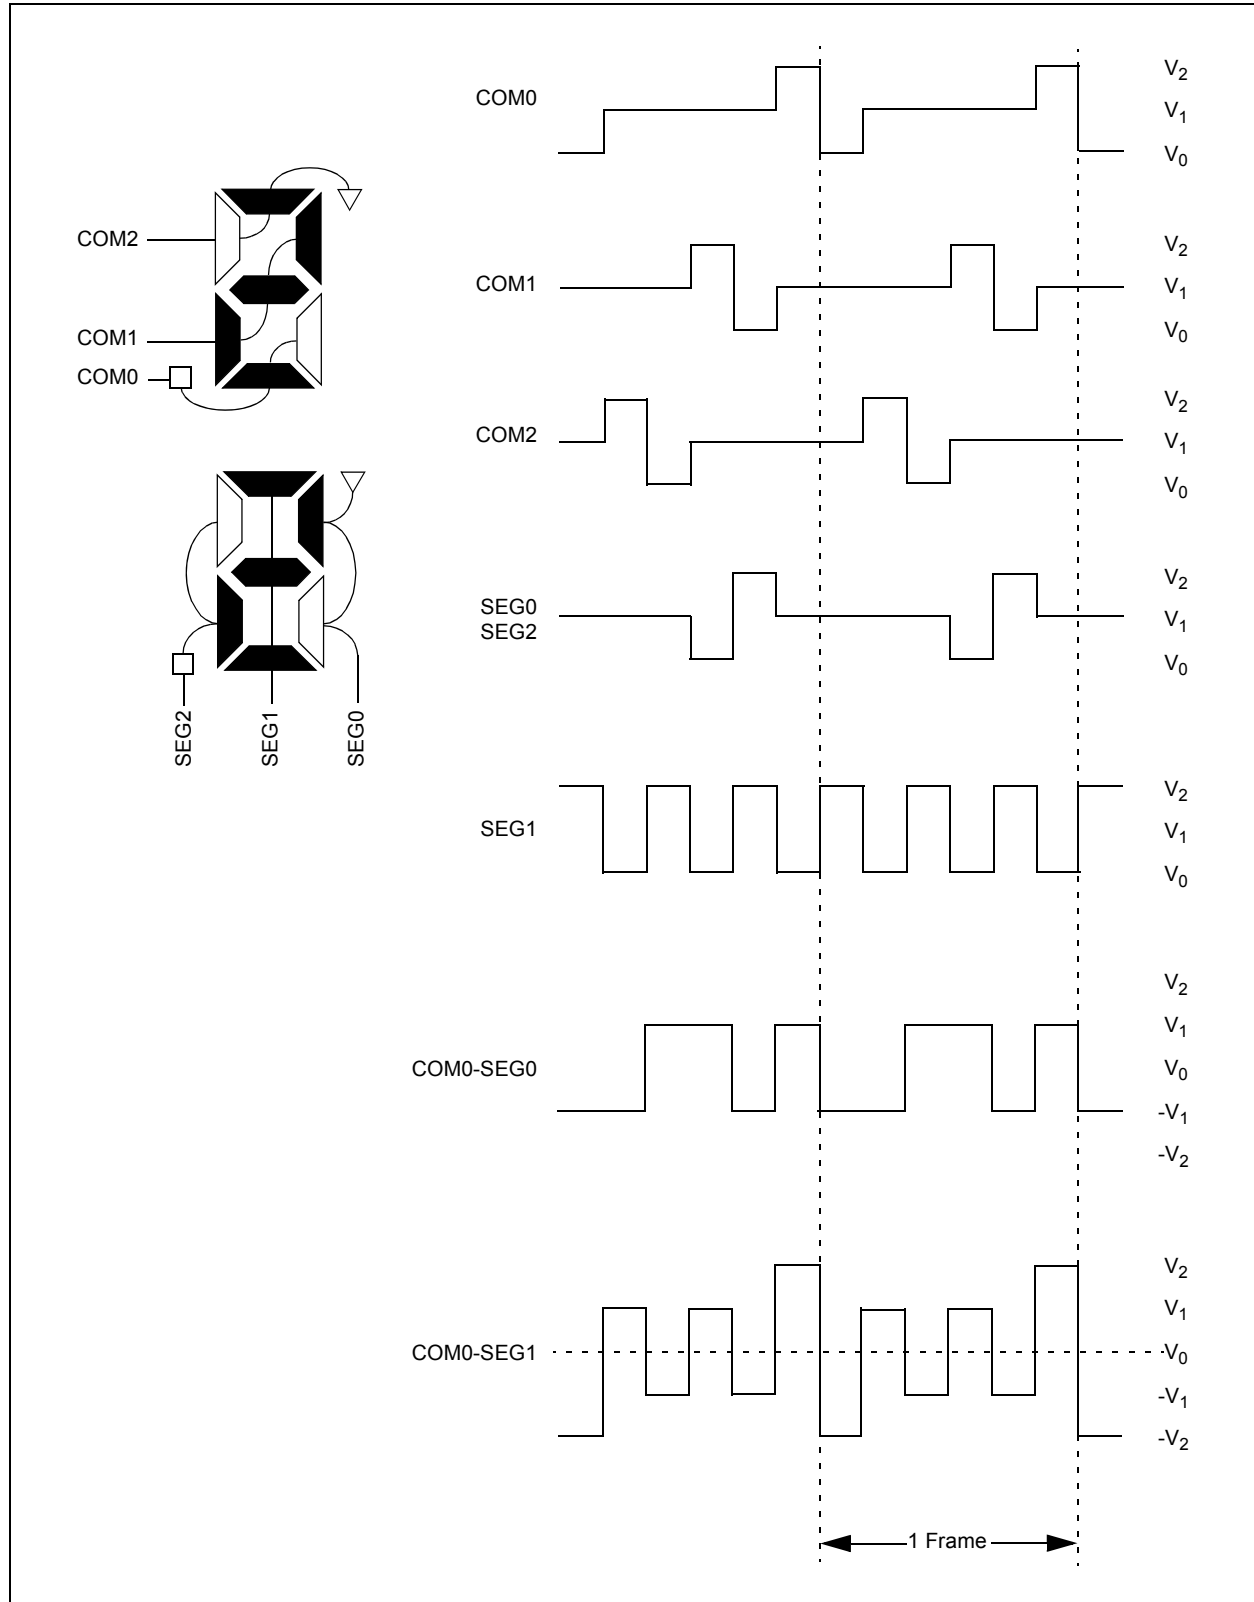 COM0
V2
V1
V0
COM2
COM1
COM0
COM1
V2
V1
V0
COM2
V2
V1
V0
SEG0
SEG2
V2
V1
V0
SEG2
SEG1
SEG0
SEG1
V2
V1
V0
COM0-SEG0
V2
V1
V0
-V1
-V2
COM0-SEG1
V2
V1
V0
-V1
-V2
1 Frame